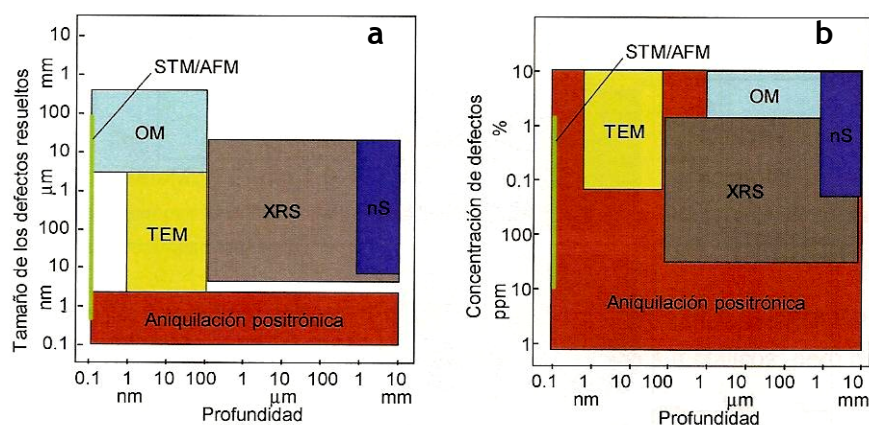 a
Tamaño de los defectos resueltos
mm
µm
nm
10
1
100
10
1
100
10
1
0.1
STM/AFM
OM
TEM
XRS
nS
Aniquilación positrónica
0.1 1 10 100 1 10 100 1 10
nm µm mm
Profundidad
b
Concentración de defectos
%
ppm
10
1
0.1
100
10
1
STM/AFM
TEM
OM
nS
XRS
Aniquilación positrónica
0.1 1 10 100 1 10 100 1 10
nm µm mm
Profundidad